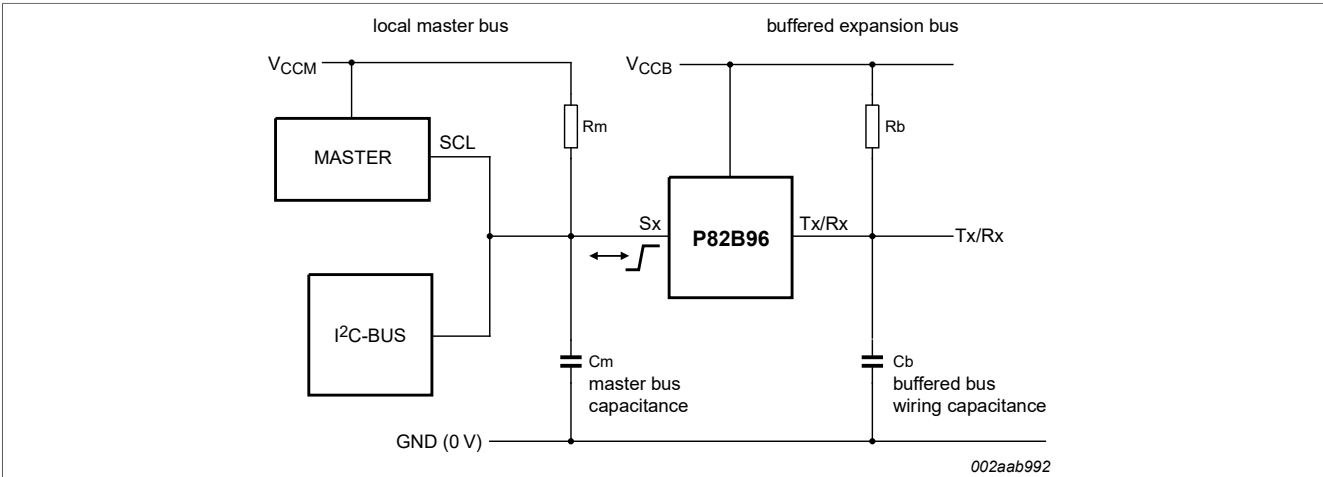 local master bus
buffered expansion bus
VCCM
VCCB
Rm
Rb
MASTER
SCL
Sx
P82B96
Tx/Rx
Tx/Rx
I²C-BUS
Cm
master bus
capacitance
Cb
buffered bus
wiring capacitance
GND (0 V)
002aab992